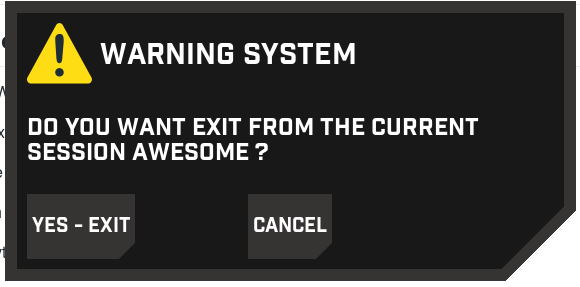 WARNING SYSTEM
DO YOU WANT EXIT FROM THE CURRENT
SESSION AWESOME ?
YES - EXIT
CANCEL